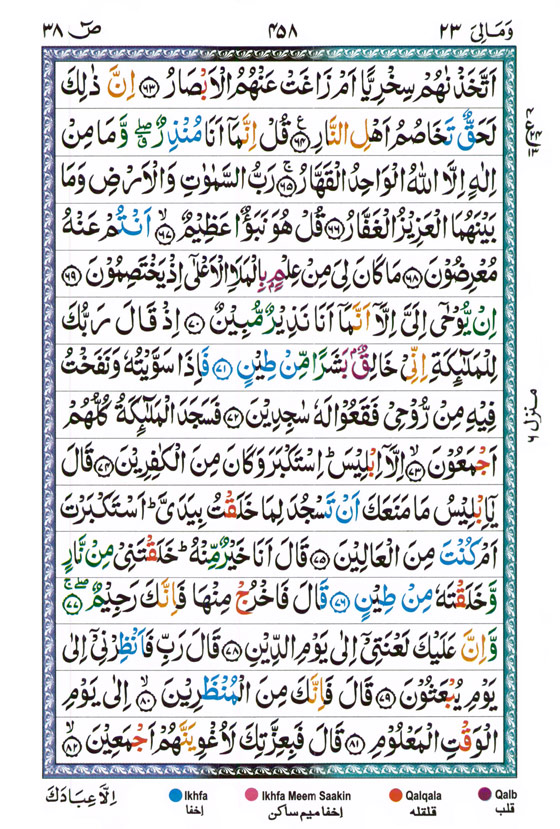 وَمَالِىَ ٢٣
٤٥٨
صٓ ٣٨
اَتَّخَذْنٰهُمْ سِخْرِيًّا اَمْ زَاغَتْ عَنْهُمُ الْاَبْصَارُ ﴿٦٣﴾ اِنَّ ذٰلِكَ
لَحَقٌّ تَخَاصُمُ اَهْلِ النَّارِ ﴿٦٤﴾ قُلْ اِنَّمَآ اَنَا مُنْذِرٌ ۖ وَّمَا مِنْ
اِلٰهٍ اِلَّا اللّٰهُ الْوَاحِدُ الْقَهَّارُ ﴿٦٥﴾ رَبُّ السَّمٰوٰتِ وَالْاَرْضِ وَمَا
بَيْنَهُمَا الْعَزِيْزُ الْغَفَّارُ ﴿٦٦﴾ قُلْ هُوَ نَبَؤٌا عَظِيْمٌ ﴿٦٧﴾ اَنْتُمْ عَنْهُ
مُعْرِضُوْنَ ﴿٦٨﴾ مَا كَانَ لِىَ مِنْ عِلْمٍۭ بِالْمَلَاِ الْاَعْلٰٓى اِذْ يَخْتَصِمُوْنَ ﴿٦٩﴾
اِنْ يُّوْحٰٓى اِلَىَّ اِلَّآ اَنَّمَآ اَنَا نَذِيْرٌ مُّبِيْنٌ ﴿٧٠﴾ اِذْ قَالَ رَبُّكَ
لِلْمَلٰٓئِكَةِ اِنِّىْ خَالِقٌۢ بَشَرًا مِّنْ طِيْنٍ ﴿٧١﴾ فَاِذَا سَوَّيْتُهٗ وَنَفَخْتُ
فِيْهِ مِنْ رُّوْحِىْ فَقَعُوْا لَهٗ سٰجِدِيْنَ ﴿٧٢﴾ فَسَجَدَ الْمَلٰٓئِكَةُ كُلُّهُمْ
اَجْمَعُوْنَ ﴿٧٣﴾ اِلَّآ اِبْلِيْسَ ؕ اِسْتَكْبَرَ وَكَانَ مِنَ الْكٰفِرِيْنَ ﴿٧٤﴾ قَالَ
يٰٓاِبْلِيْسُ مَا مَنَعَكَ اَنْ تَسْجُدَ لِمَا خَلَقْتُ بِيَدَىَّ ؕ اَسْتَكْبَرْتَ
اَمْ كُنْتَ مِنَ الْعَالِيْنَ ﴿٧٥﴾ قَالَ اَنَا خَيْرٌ مِّنْهُ ؕ خَلَقْتَنِىْ مِنْ نَّارٍ
وَّخَلَقْتَهٗ مِنْ طِيْنٍ ﴿٧٦﴾ قَالَ فَاخْرُجْ مِنْهَا فَاِنَّكَ رَجِيْمٌ ۖ ﴿٧٧﴾
وَّاِنَّ عَلَيْكَ لَعْنَتِىْٓ اِلٰى يَوْمِ الدِّيْنِ ﴿٧٨﴾ قَالَ رَبِّ فَاَنْظِرْنِىْٓ اِلٰى
يَوْمِ يُبْعَثُوْنَ ﴿٧٩﴾ قَالَ فَاِنَّكَ مِنَ الْمُنْظَرِيْنَ ﴿٨٠﴾ اِلٰى يَوْمِ
الْوَقْتِ الْمَعْلُوْمِ ﴿٨١﴾ قَالَ فَبِعِزَّتِكَ لَاُغْوِيَنَّهُمْ اَجْمَعِيْنَ ﴿٨٢﴾
منزل ٦
اِلَّا عِبَادَكَ
Ikhfa
Ikhfa Meem Saakin
Qalqala
Qalb
اخفا
اخفا میم ساکن
قلقله
قلب